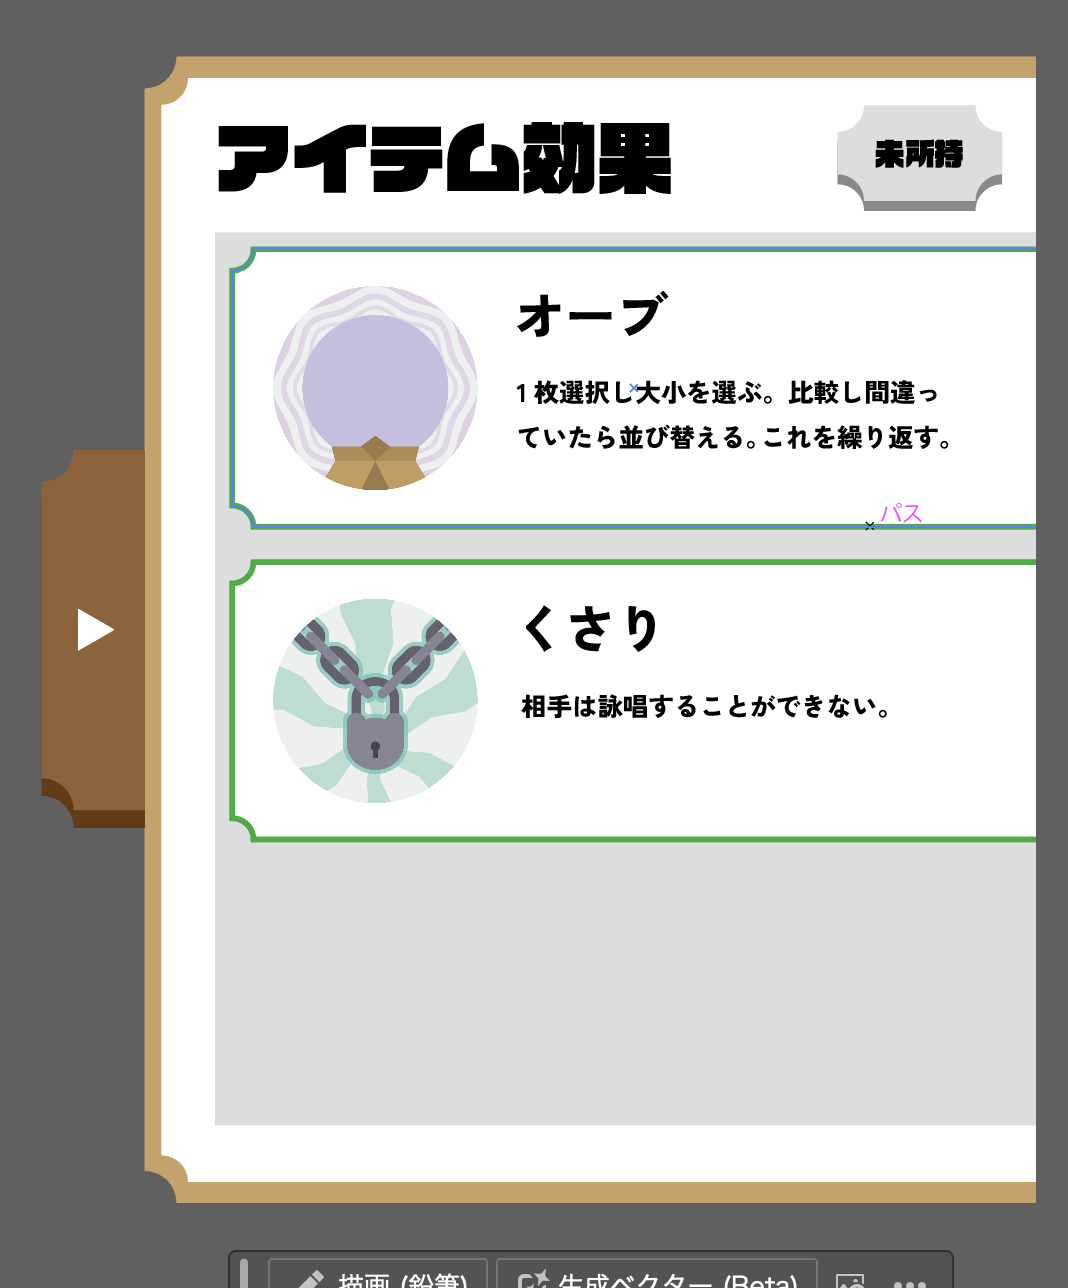 アイテム効果
未所持
オーブ
1枚選択し大小を選ぶ。比較し間違っ
ていたら並び替える。これを繰り返す。
パス
くさり
相手は詠唱することができない。
描画 (鉛筆)
生成ベクター (Beta)